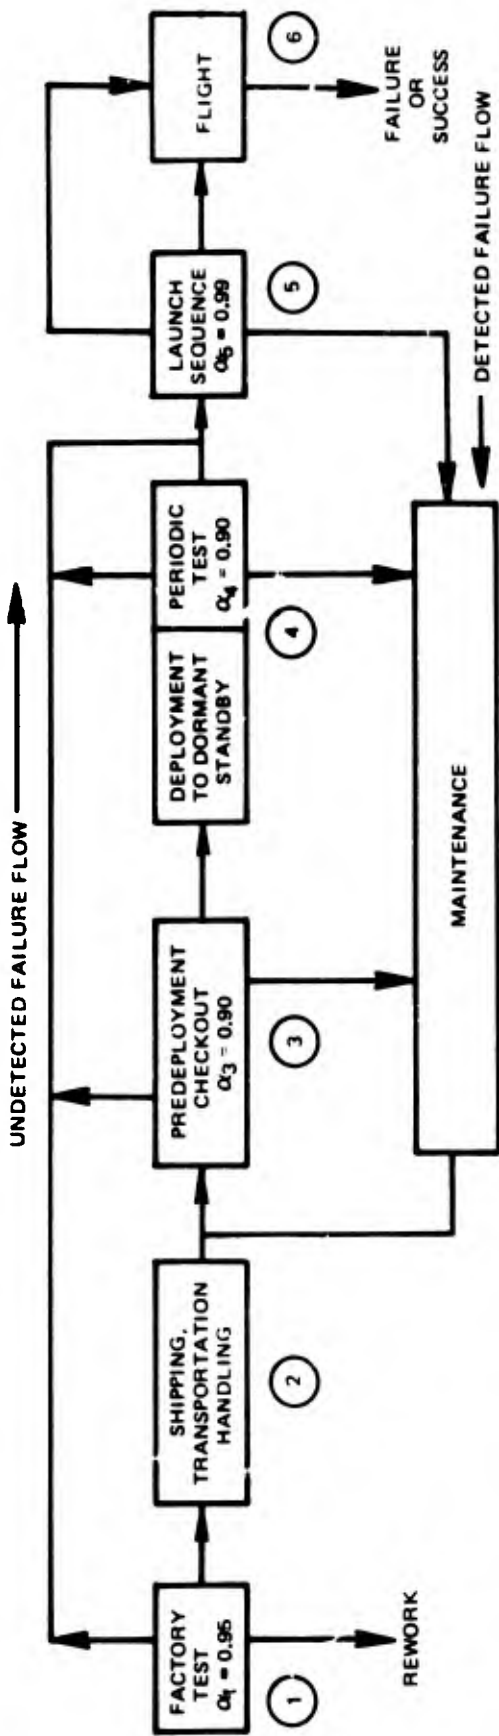 UNDETECTED FAILURE FLOW
FACTORY
TEST
α1 = 0.95
1
REWORK
SHIPPING,
TRANSPORTATION
HANDLING
2
PREDEPLOYMENT
CHECKOUT
α3 = 0.90
3
DEPLOYMENT
TO DORMANT
STANDBY
PERIODIC
TEST
α4 = 0.90
4
LAUNCH
SEQUENCE
α5 = 0.99
5
FLIGHT
6
FAILURE
OR
SUCCESS
MAINTENANCE
DETECTED FAILURE FLOW